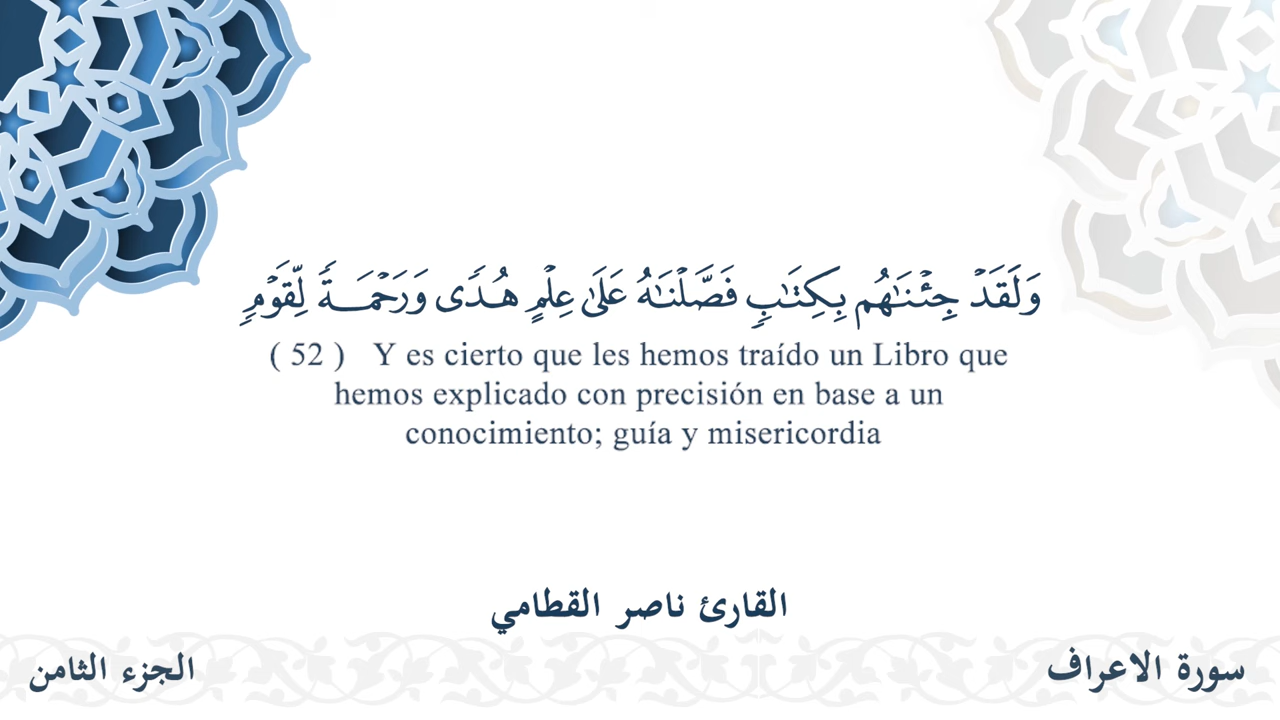 وَلَقَدۡ جِئۡنَٰهُم بِكِتَٰبٖ فَصَّلۡنَٰهُ عَلَىٰ عِلۡمٍ هُدٗى وَرَحۡمَةٗ لِّقَوۡمٖ
( 52 ) Y es cierto que les hemos traído un Libro que
hemos explicado con precisión en base a un
conocimiento; guía y misericordia
القارئ ناصر القطامي
سورة الاعراف
الجزء الثامن